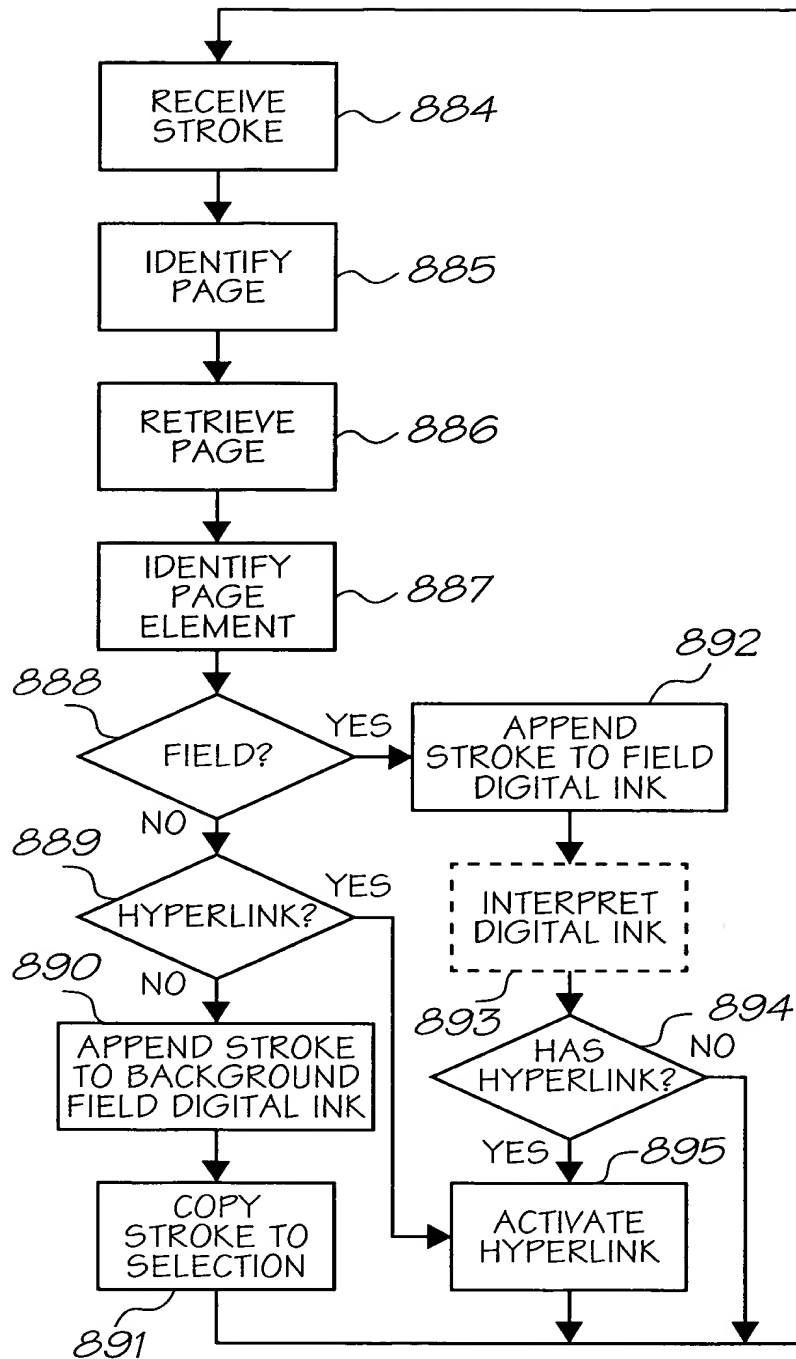 RECEIVE
STROKE
884
IDENTIFY
PAGE
885
RETRIEVE
PAGE
886
IDENTIFY
PAGE
ELEMENT
887
888
FIELD?
YES
NO
892
APPEND
STROKE TO FIELD
DIGITAL INK
889
HYPERLINK?
YES
NO
INTERPRET
DIGITAL INK
893
890
APPEND STROKE
TO BACKGROUND
FIELD DIGITAL INK
894
HAS
HYPERLINK?
NO
YES
895
COPY
STROKE TO
SELECTION
891
ACTIVATE
HYPERLINK